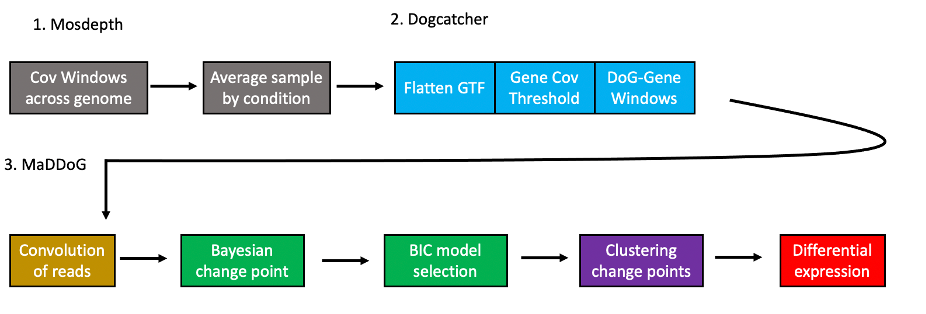 1. Mosdepth
2. Dogcatcher
Cov Windows
across genome
Average sample
by condition
Flatten GTF
Gene Cov
Threshold
DoG-Gene
Windows
3. MaDDoG
Convolution
of reads
Bayesian
change point
BIC model
selection
Clustering
change points
Differential
expression